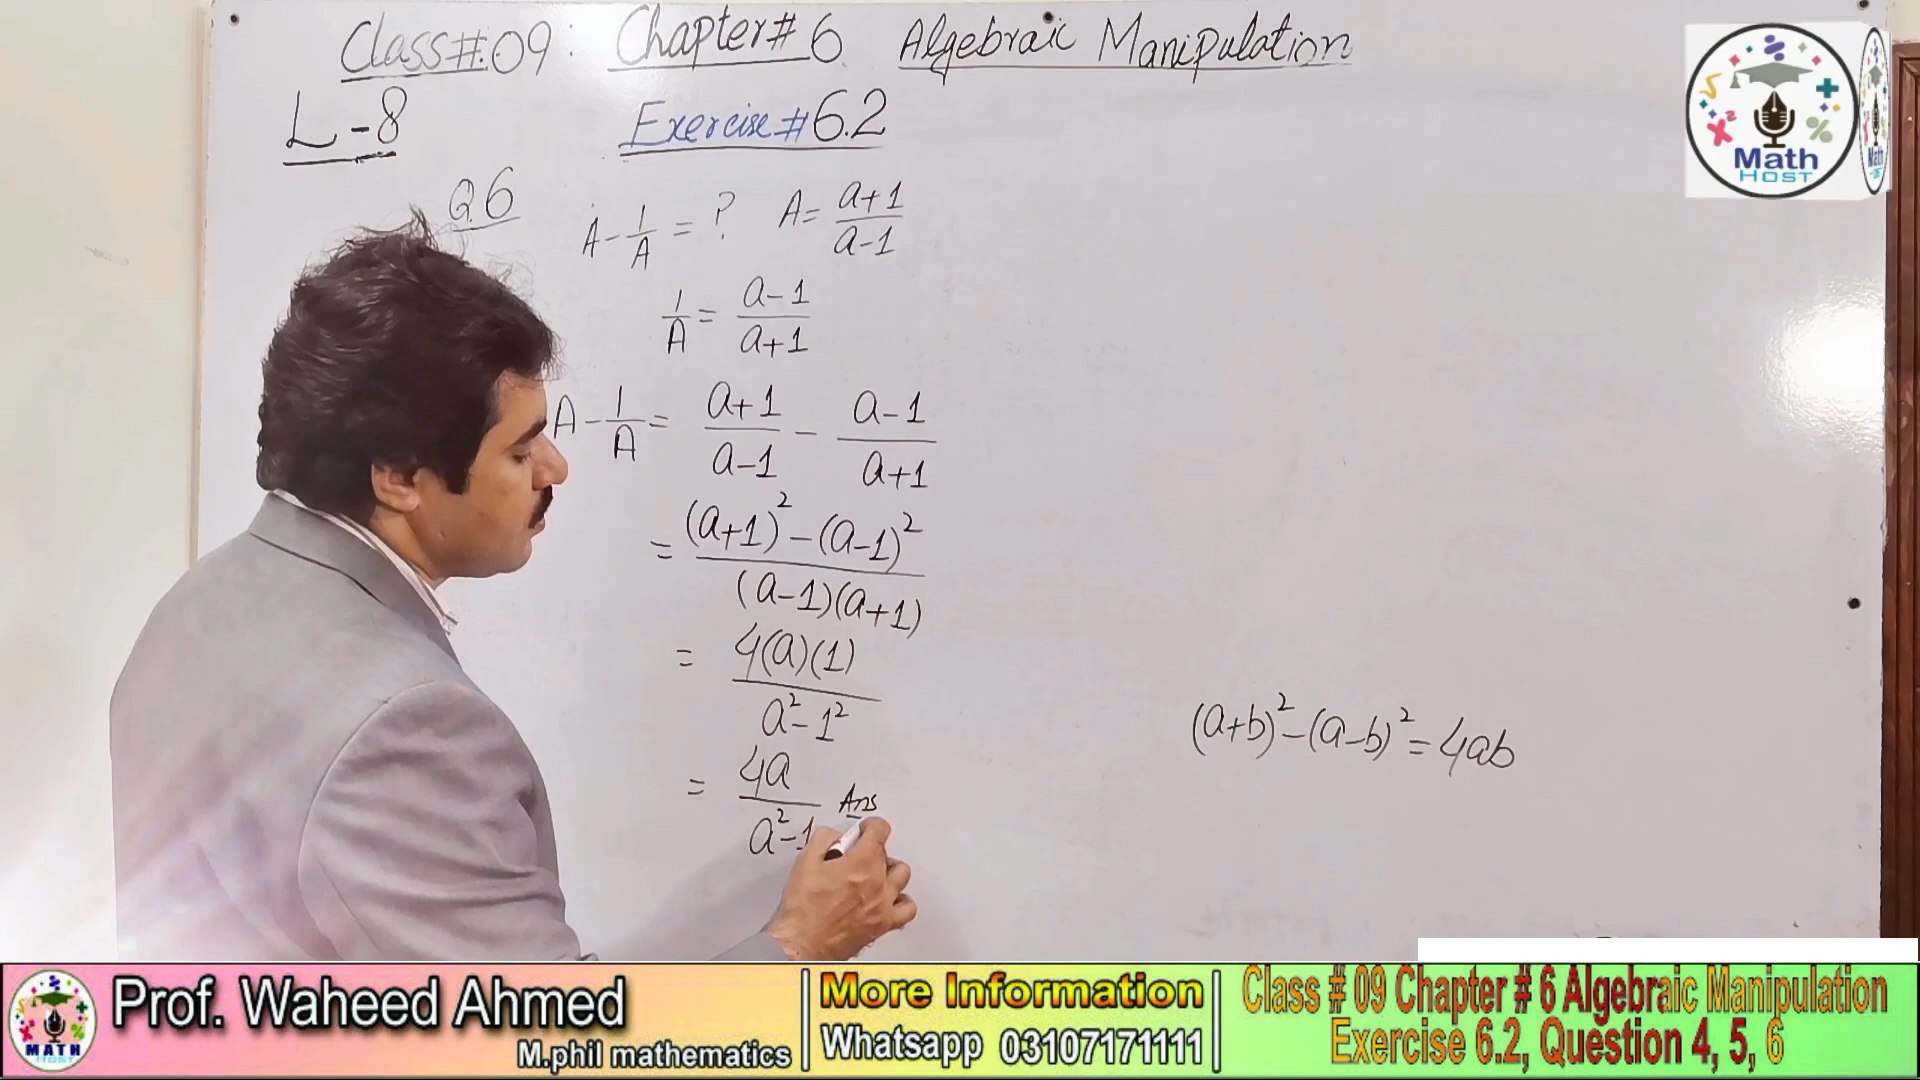 Class#:09: Chapter# 6 Algebraic Manipulation
L-8 Exercise# 6.2
Q6 A - 1/A = ? A = a+1/a-1
1/A = a-1/a+1
A - 1/A = a+1/a-1 - a-1/a+1
= (a+1)² - (a-1)²/(a-1)(a+1)
= 4(a)(1)/a² - 1²
= 4a/a² - 1 Ans
(a+b)² - (a-b)² = 4ab
Math
HOST
MATH
HOST
Prof. Waheed Ahmed
M.phil mathematics
More Information
Whatsapp 03107171111
Class # 09 Chapter # 6 Algebraic Manipulation
Exercise 6.2, Question 4, 5, 6